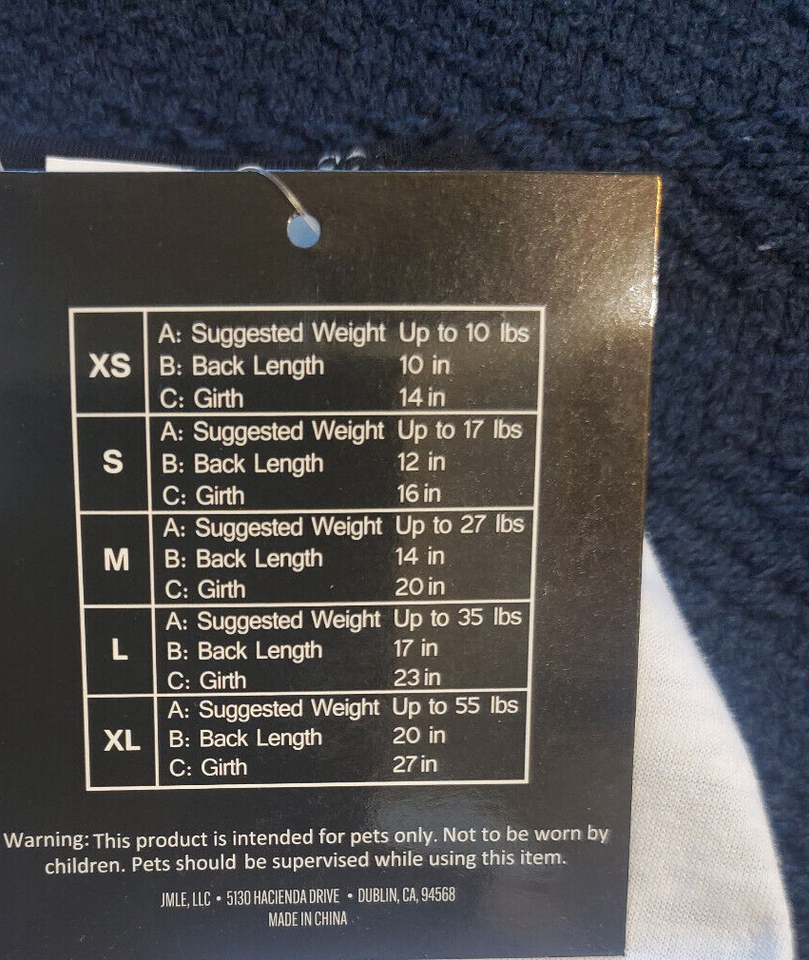 XS
A: Suggested Weight Up to 10 lbs
B: Back Length 10 in
C: Girth 14 in
S
A: Suggested Weight Up to 17 lbs
B: Back Length 12 in
C: Girth 16 in
M
A: Suggested Weight Up to 27 lbs
B: Back Length 14 in
C: Girth 20 in
L
A: Suggested Weight Up to 35 lbs
B: Back Length 17 in
C: Girth 23 in
XL
A: Suggested Weight Up to 55 lbs
B: Back Length 20 in
C: Girth 27 in
Warning: This product is intended for pets only. Not to be worn by
children. Pets should be supervised while using this item.
JMLE, LLC • 5130 HACIENDA DRIVE • DUBLIN, CA, 94568
MADE IN CHINA